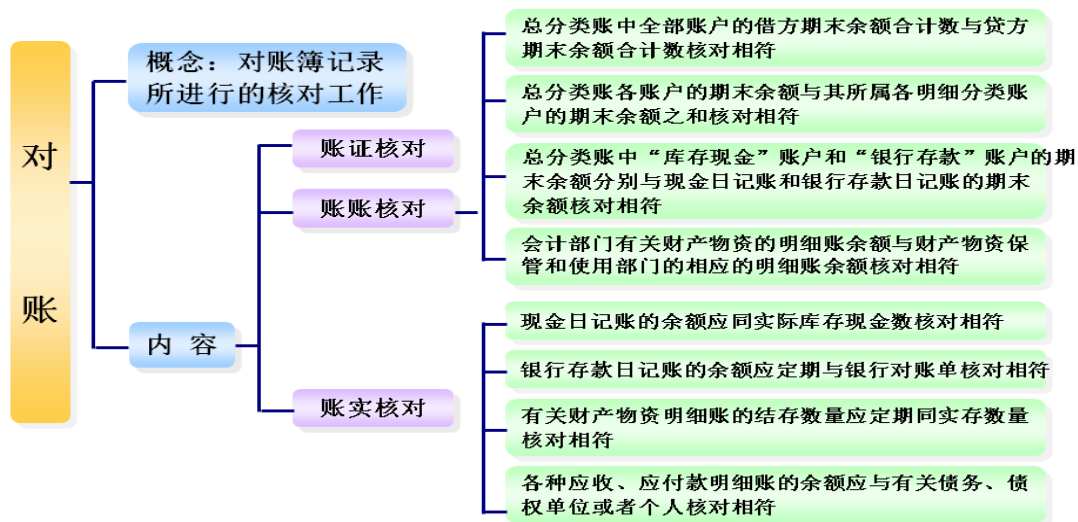 对账
概念：对账簿记录
所进行的核对工作
内 容
账证核对
账账核对
账实核对
总分类账中全部账户的借方期末余额合计数与贷方
期末余额合计数核对相符
总分类账各账户的期末余额与其所属各明细分类账
户的期末余额之和核对相符
总分类账中“库存现金”账户和“银行存款”账户的期
末余额分别与现金日记账和银行存款日记账的期末
余额核对相符
会计部门有关财产物资的明细账余额与财产物资保
管和使用部门的相应的明细账余额核对相符
现金日记账的余额应同实际库存现金数核对相符
银行存款日记账的余额应定期与银行对账单核对相符
有关财产物资明细账的结存数量应定期同实存数量
核对相符
各种应收、应付款明细账的余额应与有关债务、债
权单位或者个人核对相符